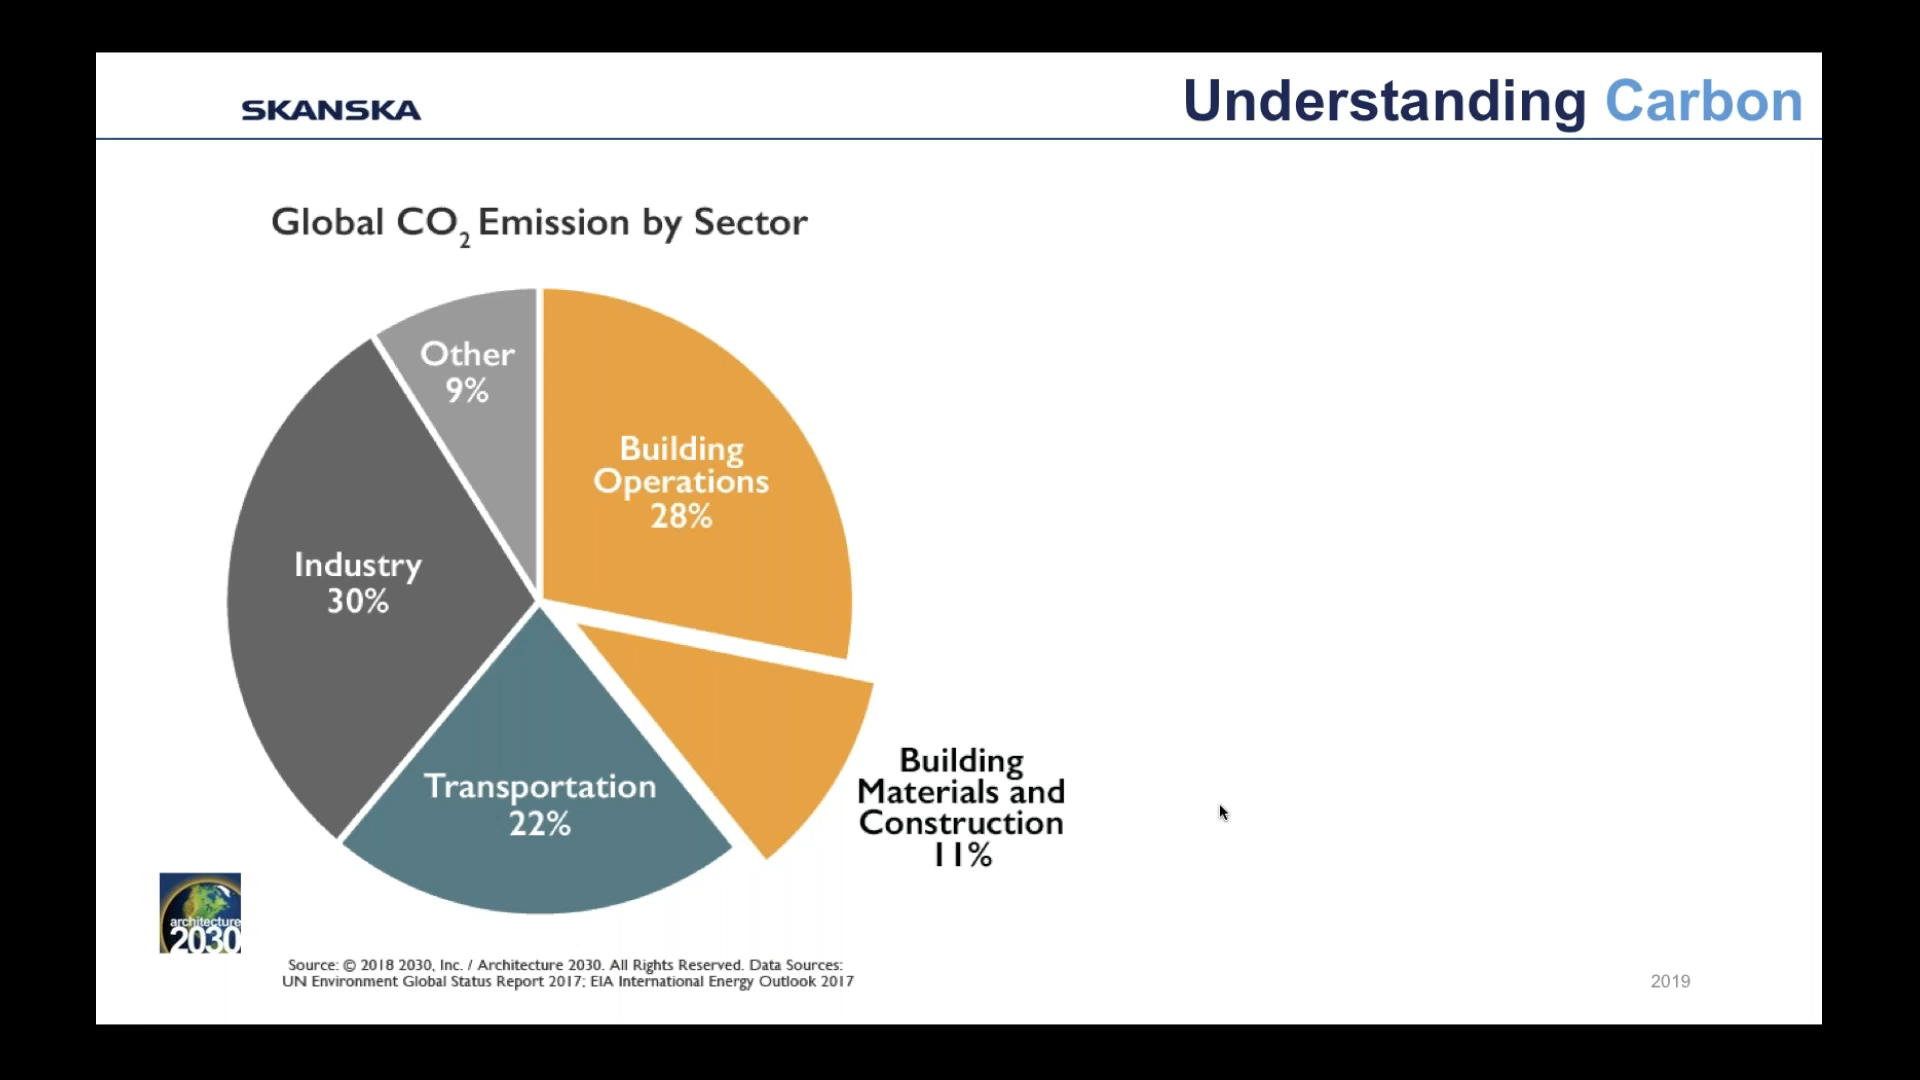 SKANSKA
Understanding Carbon
Global CO₂ Emission by Sector
Other
9%
Building
Operations
28%
Industry
30%
Transportation
22%
Building
Materials and
Construction
11%
architecture
2030
Source: © 2018 2030, Inc. / Architecture 2030. All Rights Reserved. Data Sources:
UN Environment Global Status Report 2017; EIA International Energy Outlook 2017
2019